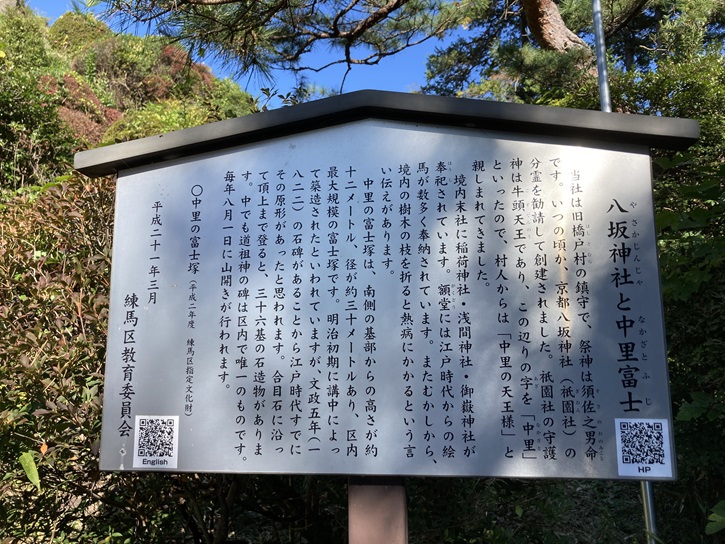 八坂神社と中里富士
やさかじんじゃ なかざとふじ
当社は旧橋戸村の鎮守で、祭神は須佐之男命
です。いつの頃か、京都八坂神社（祇園社）の
分霊を勧請して創建されました。祇園社の守護
神は牛頭天王であり、この辺りの字を「中里」
といったので、村人からは「中里の天王様」と
親しまれてきました。
境内末社に稲荷神社・浅間神社・御嶽神社が
奉祀されています。額堂には江戸時代からの絵
馬が数多く奉納されています。またむかしから、
境内の樹木の枝を折ると熱病にかかるという言
い伝えがあります。
中里の富士塚は、南側の基部からの高さが約
十二メートル、径が約三十メートルあり、区内
最大規模の富士塚です。明治初期に講中によっ
て築造されたといわれていますが、文政五年（一
八二二）の石碑があることから江戸時代すでに
その原形があったと思われます。合目石に沿っ
て頂上まで登ると、三十六基の石造物がありま
す。中でも道祖神の碑は区内で唯一のものです。
毎年八月一日に山開きが行われます。
〇中里の富士塚（平成二年度 練馬区指定文化財）
平成二十一年三月
練馬区教育委員会
English
HP